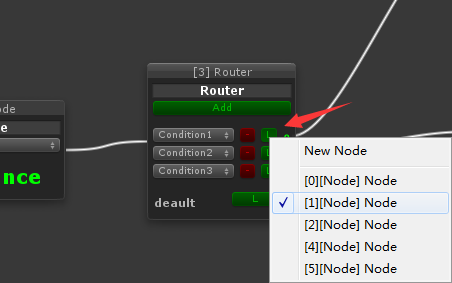 ode
e
nce
[3] Router
Router
Add
Condition1 - L
Condition2 - L
Condition3 - L
deault L
New Node
[0][Node] Node
[1][Node] Node
[2][Node] Node
[4][Node] Node
[5][Node] Node